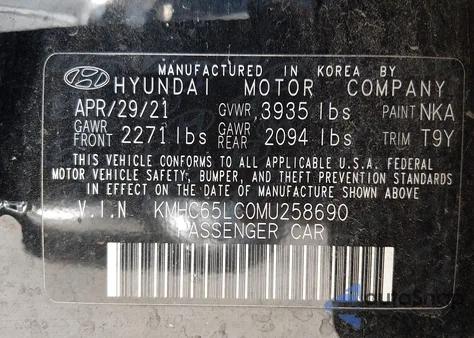 MANUFACTURED IN KOREA BY
HYUNDAI MOTOR COMPANY
APR/29/21 GVWR 3935 lbs PAINT NKA
GAWR FRONT 2271 lbs GAWR REAR 2094 lbs TRIM T9Y
THIS VEHICLE CONFORMS TO ALL APPLICABLE U.S.A. FEDERAL
MOTOR VEHICLE SAFETY, BUMPER, AND THEFT PREVENTION STANDARDS
IN EFFECT ON THE DATE OF MANUFACTURE SHOWN ABOVE
V.I.N KMHC65LC0MU258690
PASSENGER CAR